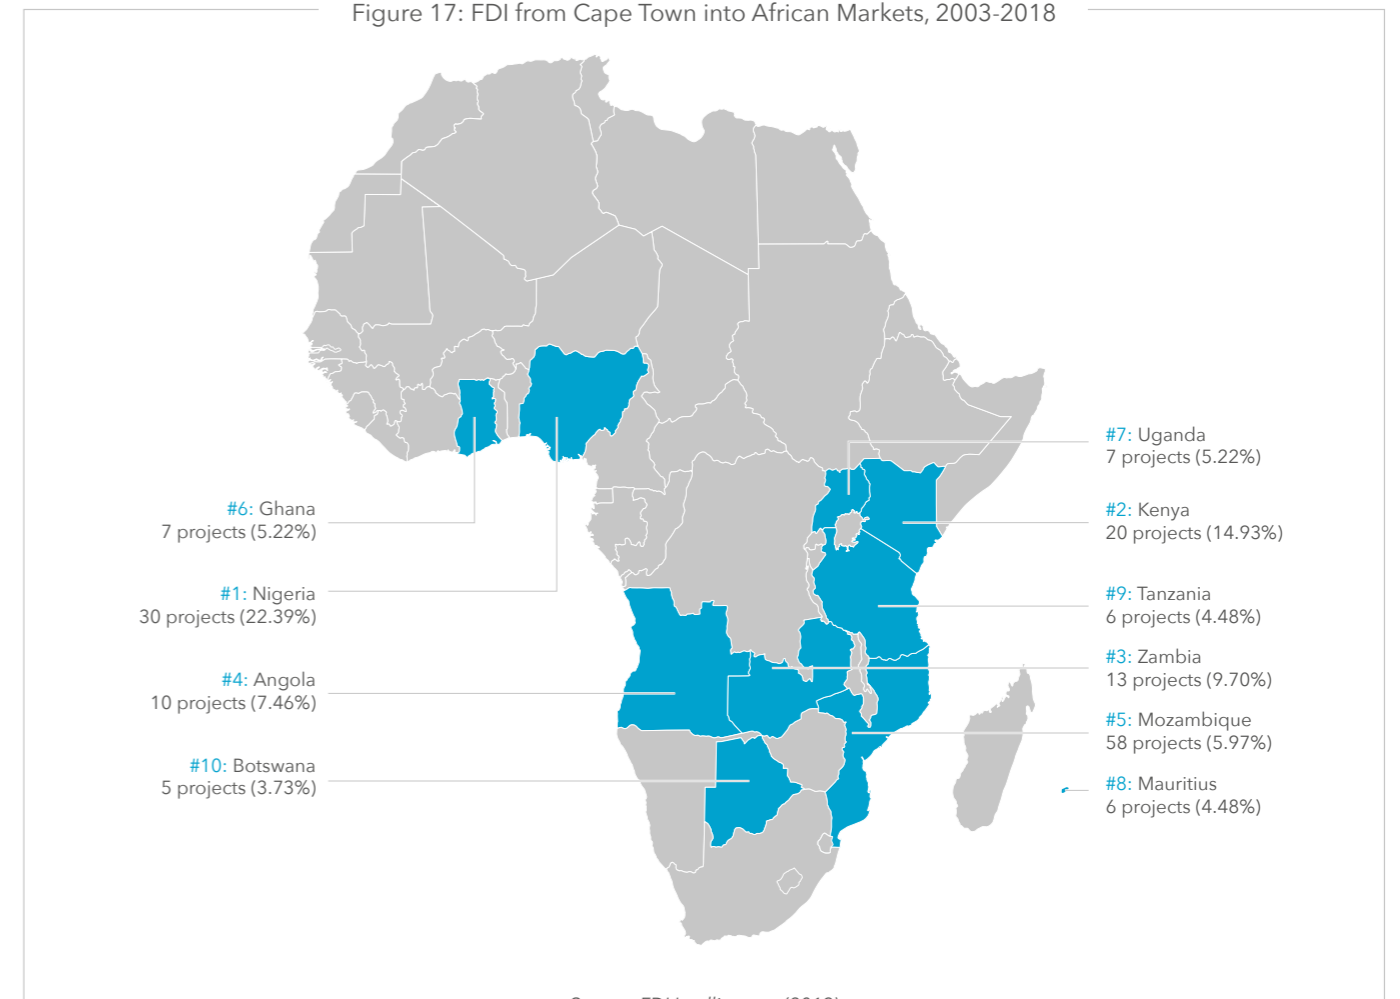 Figure 17: FDI from Cape Town into African Markets, 2003-2018
#7: Uganda
7 projects (5.22%)
#6: Ghana
7 projects (5.22%)
#2: Kenya
20 projects (14.93%)
#1: Nigeria
30 projects (22.39%)
#9: Tanzania
6 projects (4.48%)
#3: Zambia
13 projects (9.70%)
#4: Angola
10 projects (7.46%)
#5: Mozambique
58 projects (5.97%)
#10: Botswana
5 projects (3.73%)
#8: Mauritius
6 projects (4.48%)